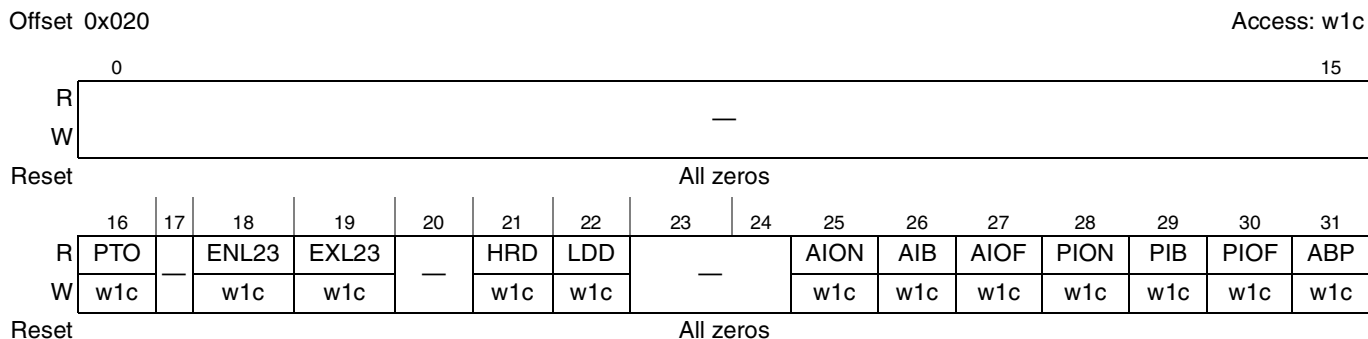 Offset 0x020 Access: w1c
0 15
R
—
W
Reset All zeros
16 17 18 19 20 21 22 23 24 25 26 27 28 29 30 31
R PTO — ENL23 EXL23 — HRD LDD — AION AIB AIOF PION PIB PIOF ABP
W w1c w1c w1c w1c w1c w1c w1c w1c w1c w1c w1c w1c
Reset All zeros